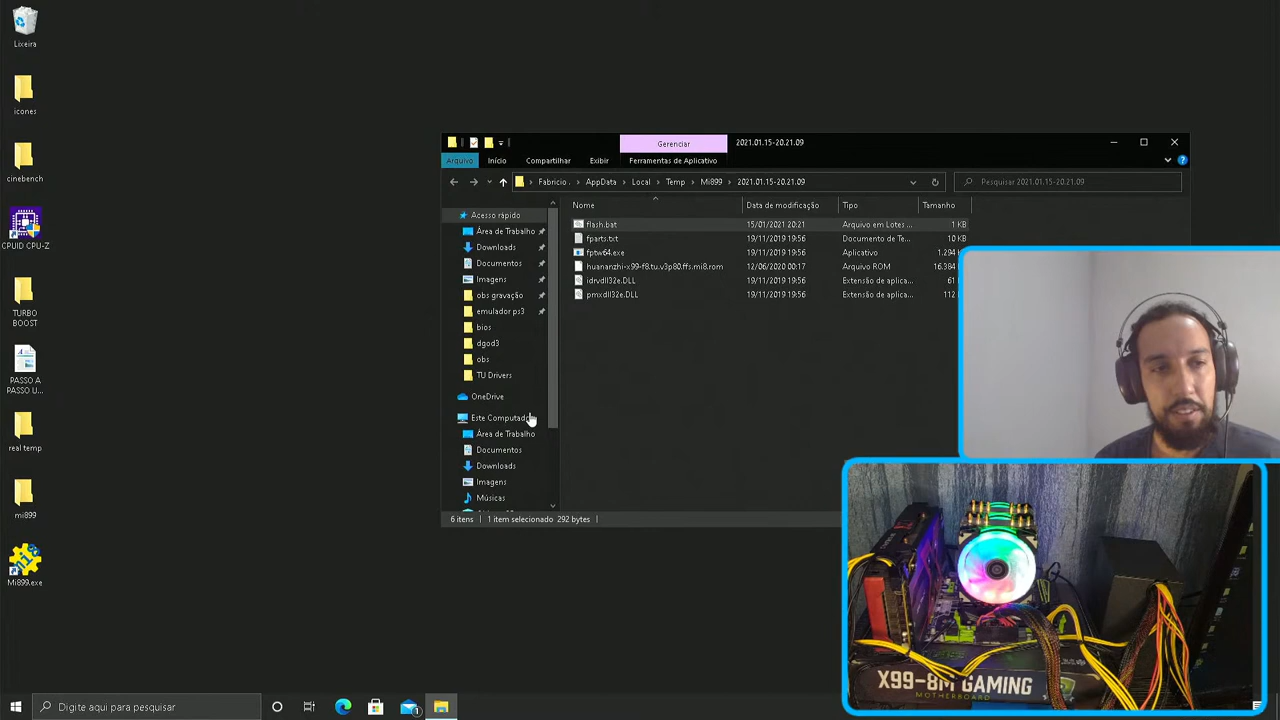 Lixeira
icones
cinebench
CPUID CPU-Z
TURBO
BOOST
PASSO A
PASSO U...
real temp
mi899
Mi899.exe
Gerenciar
2021.01.15-20.21.09
Arquivo
Início
Compartilhar
Exibir
Ferramentas de Aplicativo
Fabricio . › AppData › Local › Temp › Mi899 › 2021.01.15-20.21.09
Pesquisar 2021.01.15-20.21.09
Nome
Data de modificação
Tipo
Tamanho
flash.bat 15/01/2021 20:21 Arquivo em Lotes ... 1 KB
fparts.txt 19/11/2019 19:56 Documento de Te... 10 KB
fptw64.exe 19/11/2019 19:56 Aplicativo 1.294
huananzhi-x99-f8.tu.v3p80.ffs.mi8.rom 12/06/2020 00:17 Arquivo ROM 16.384
idrvdll32e.DLL 19/11/2019 19:56 Extensão de aplica... 61
pmxdll32e.DLL 19/11/2019 19:56 Extensão de aplica... 112
Acesso rápido
Área de Trabalho
Downloads
Documentos
Imagens
obs gravação
emulador ps3
bios
dgod3
obs
TU Drivers
OneDrive
Este Computador
Área de Trabalho
Documentos
Downloads
Imagens
Músicas
6 itens
1 item selecionado 292 bytes
X99-8M GAMING
MOTHERBOARD
Digite aqui para pesquisar
1